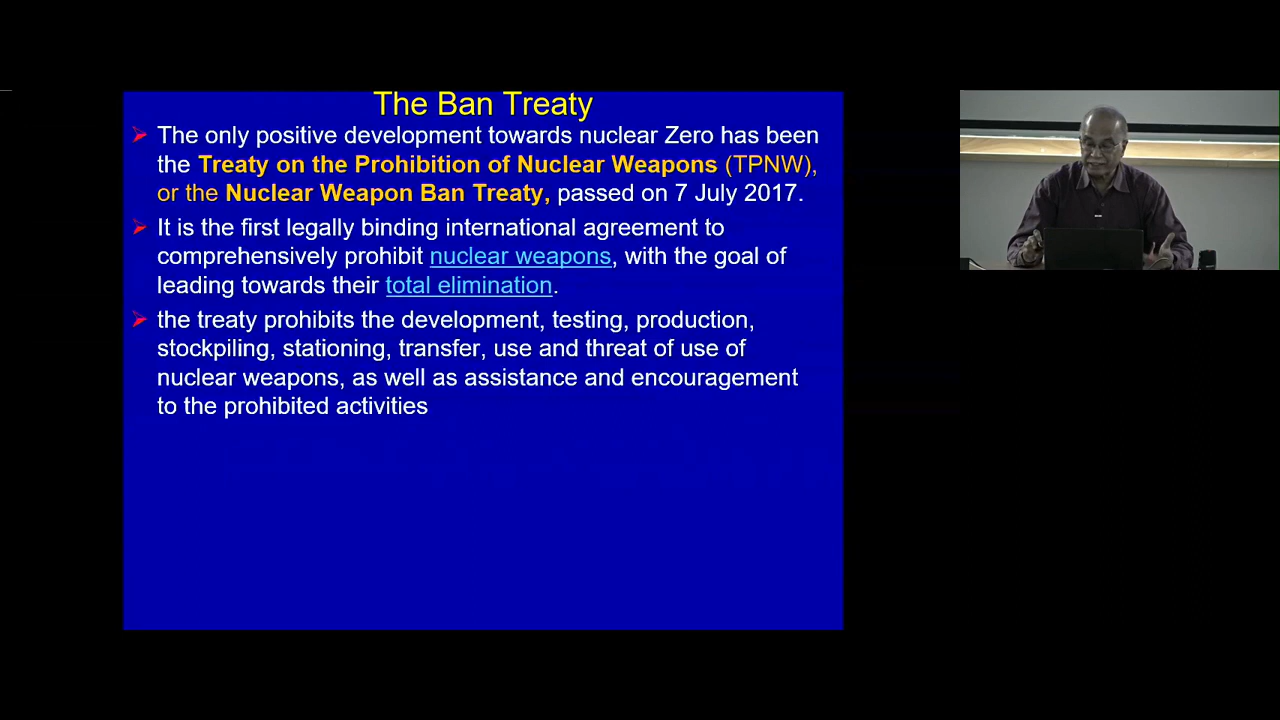 The Ban Treaty
The only positive development towards nuclear Zero has been
the Treaty on the Prohibition of Nuclear Weapons (TPNW),
or the Nuclear Weapon Ban Treaty, passed on 7 July 2017.
It is the first legally binding international agreement to
comprehensively prohibit nuclear weapons, with the goal of
leading towards their total elimination.
the treaty prohibits the development, testing, production,
stockpiling, stationing, transfer, use and threat of use of
nuclear weapons, as well as assistance and encouragement
to the prohibited activities